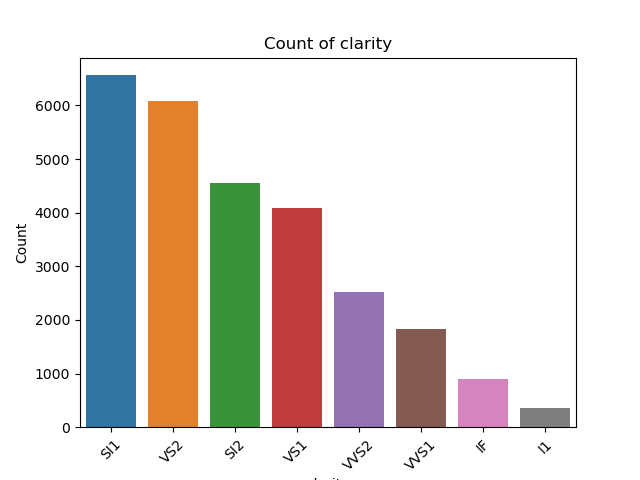 Count of clarity
Count
6000
5000
4000
3000
2000
1000
0
SI1
VS2
SI2
VS1
VVS2
VVS1
IF
I1